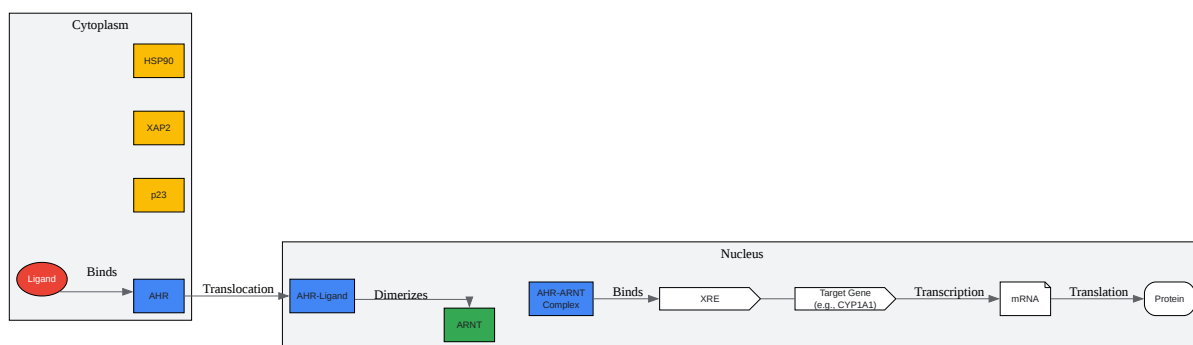 Cytoplasm
HSP90
XAP2
p23
Ligand
Binds
AHR
Translocation
Nucleus
AHR-Ligand
Dimerizes
ARNT
AHR-ARNT
Complex
Binds
XRE
Target Gene
(e.g., CYP1A1)
Transcription
mRNA
Translation
Protein